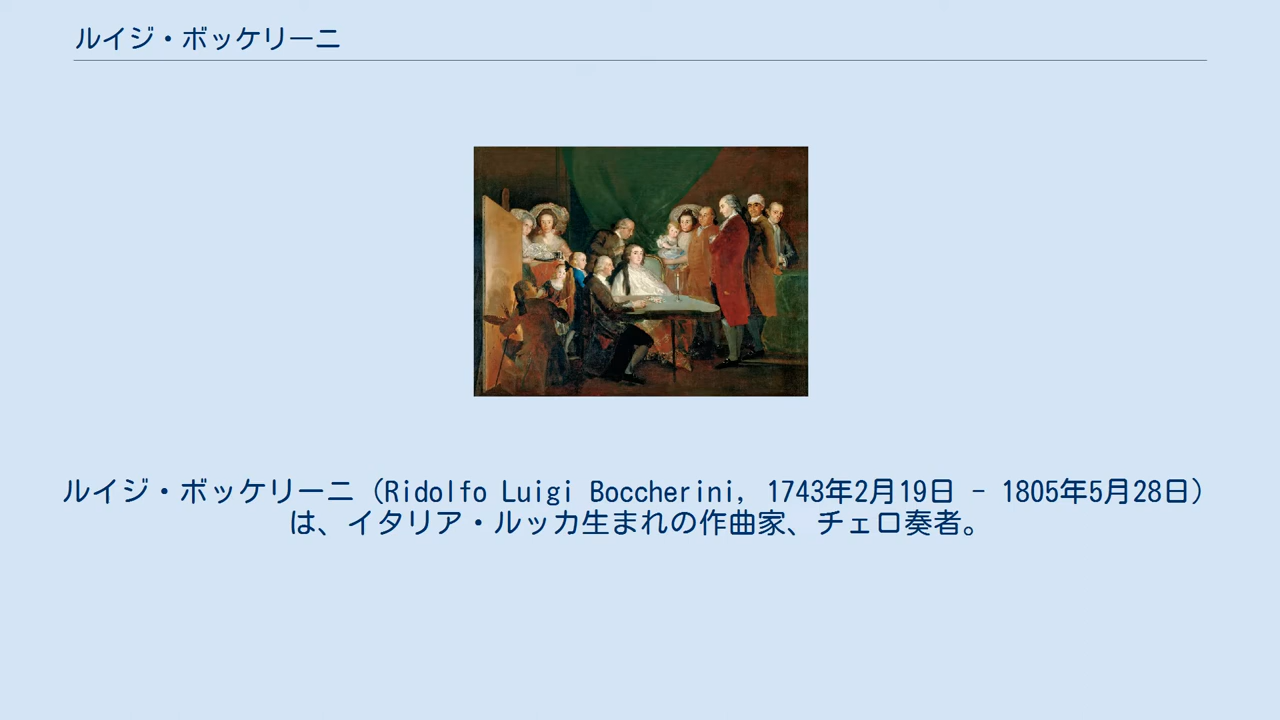 ルイジ・ボッケリーニ
ルイジ・ボッケリーニ（Ridolfo Luigi Boccherini, 1743年2月19日 - 1805年5月28日）
は、イタリア・ルッカ生まれの作曲家、チェロ奏者。